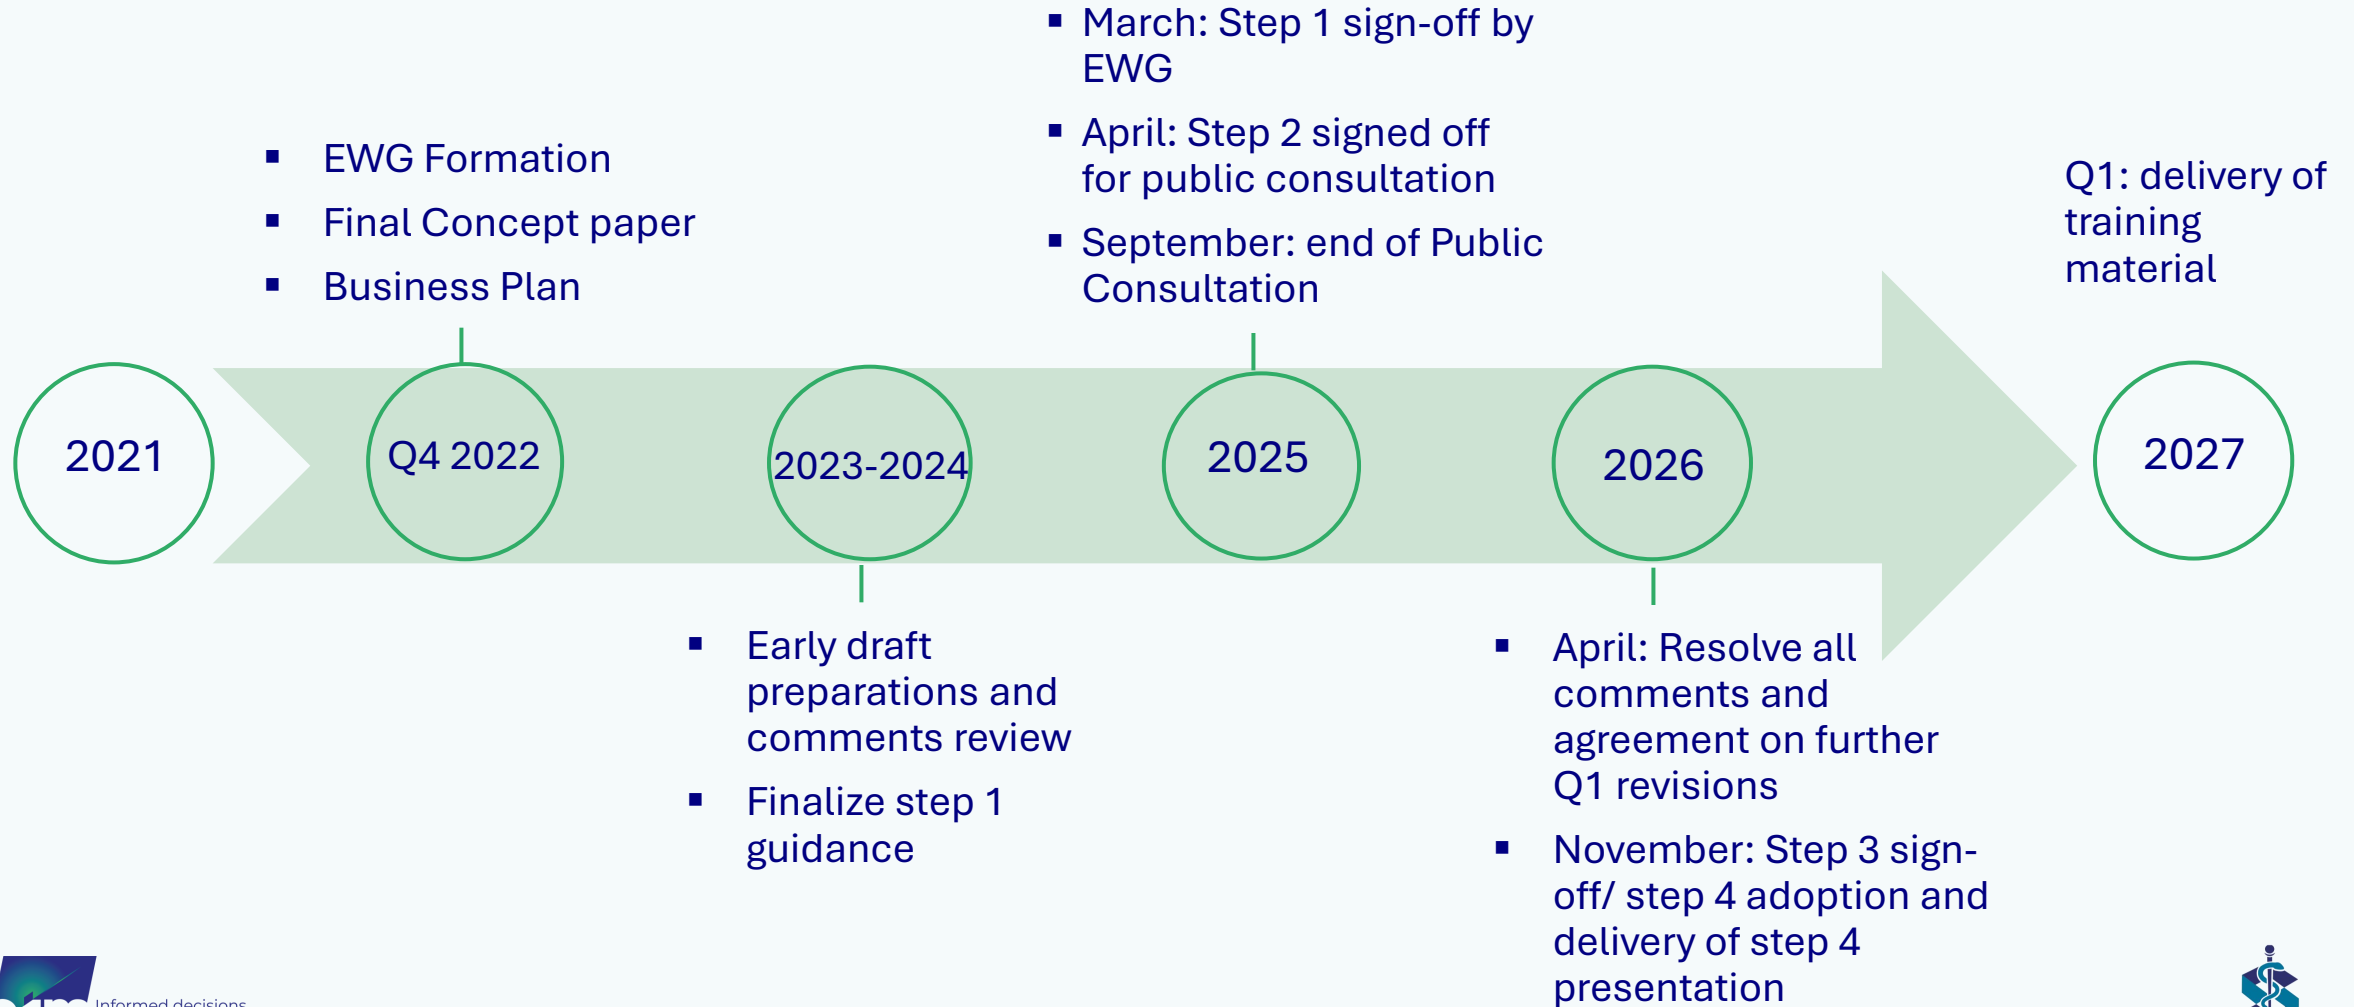 ▪ March: Step 1 sign-off by
EWG
▪ April: Step 2 signed off
for public consultation
▪ September: end of Public
Consultation
▪ EWG Formation
▪ Final Concept paper
▪ Business Plan
Q1: delivery of
training
material
2021
Q4 2022
2023-2024
2025
2026
2027
▪ Early draft
preparations and
comments review
▪ Finalize step 1
guidance
▪ April: Resolve all
comments and
agreement on further
Q1 revisions
▪ November: Step 3 sign-
off/ step 4 adoption and
delivery of step 4
presentation
Informed decisions